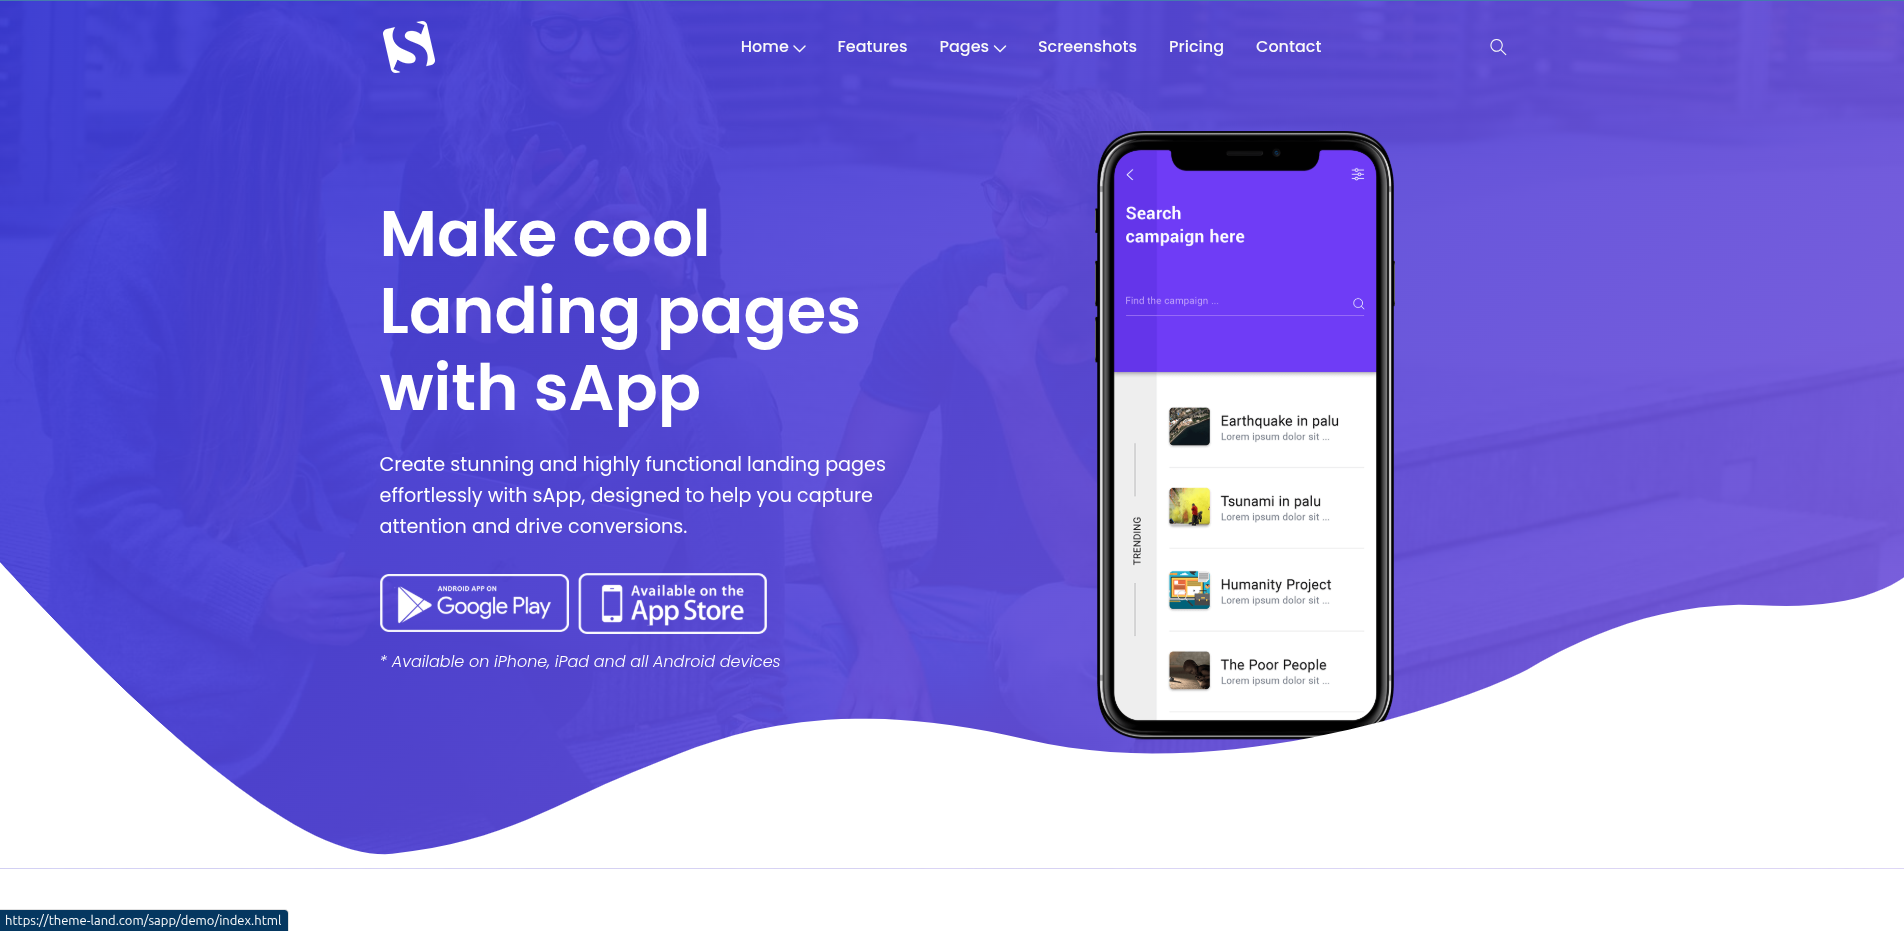 Home
Features
Pages
Screenshots
Pricing
Contact
Make cool
Landing pages
with sApp
Create stunning and highly functional landing pages
effortlessly with sApp, designed to help you capture
attention and drive conversions.
ANDROID APP ON
Google Play
Available on the
App Store
* Available on iPhone, iPad and all Android devices
Search
campaign here
Find the campaign ...
TRENDING
Earthquake in palu
Lorem ipsum dolor sit ...
Tsunami in palu
Lorem ipsum dolor sit ...
Humanity Project
Lorem ipsum dolor sit ...
The Poor People
Lorem ipsum dolor sit ...
https://theme-land.com/sapp/demo/index.html